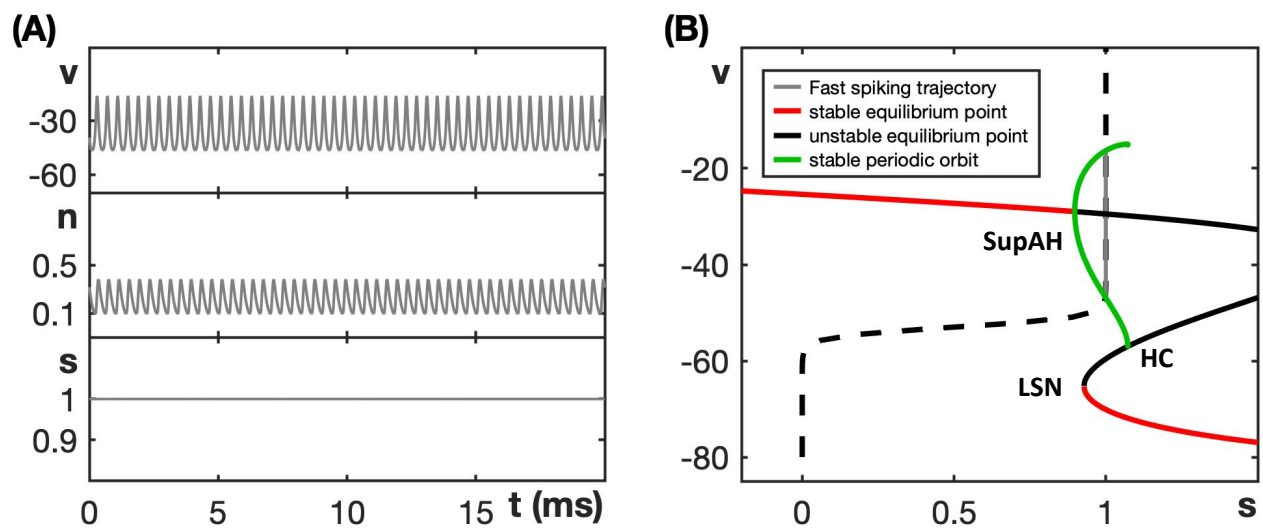 (A)
v
-30
-60
n
0.5
0.1
s
1
0.9
0 5 10 15 t (ms)
(B)
v
Fast spiking trajectory
stable equilibrium point
unstable equilibrium point
stable periodic orbit
-20
SupAH
-40
-60
HC
LSN
-80
0 0.5 1 s